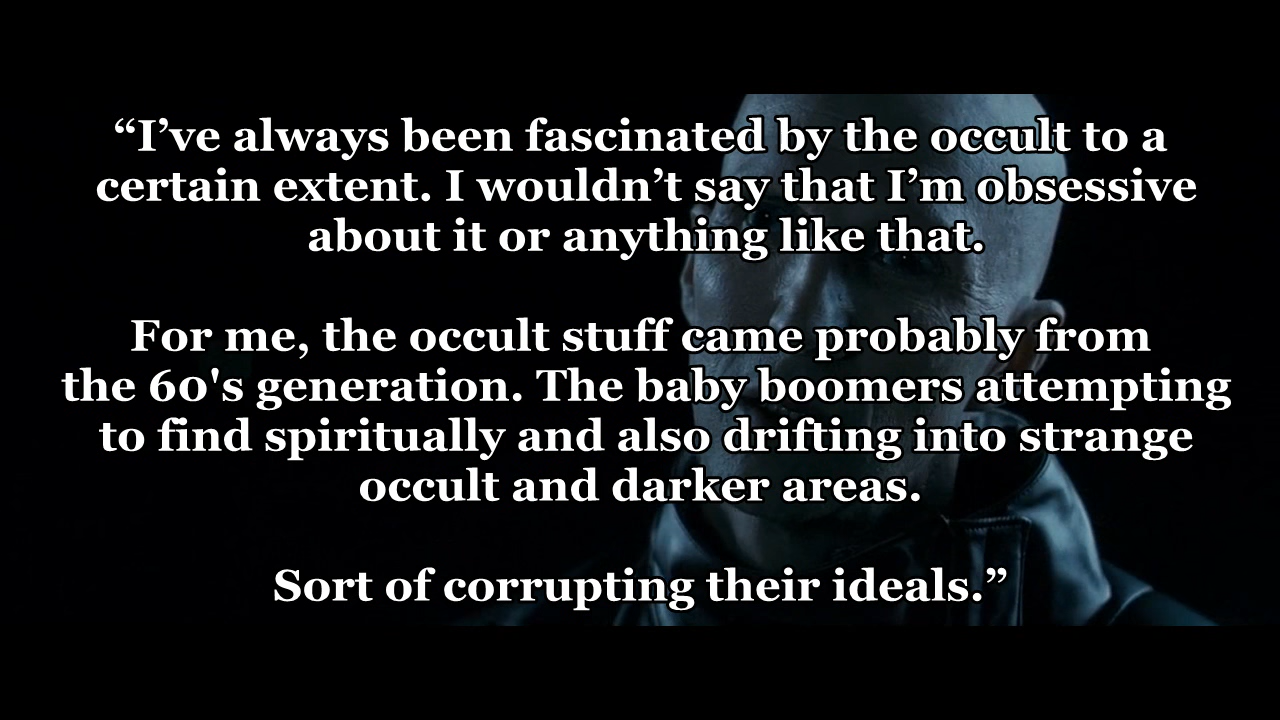 “I’ve always been fascinated by the occult to a
certain extent. I wouldn’t say that I’m obsessive
about it or anything like that.
For me, the occult stuff came probably from
the 60's generation. The baby boomers attempting
to find spiritually and also drifting into strange
occult and darker areas.
Sort of corrupting their ideals.”